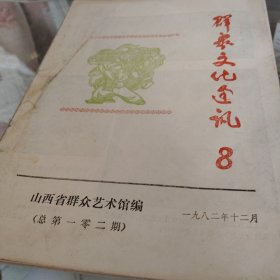 群众文化通讯
8
山西省群众艺术馆编
(总第一零二期)
一九八二年十二月